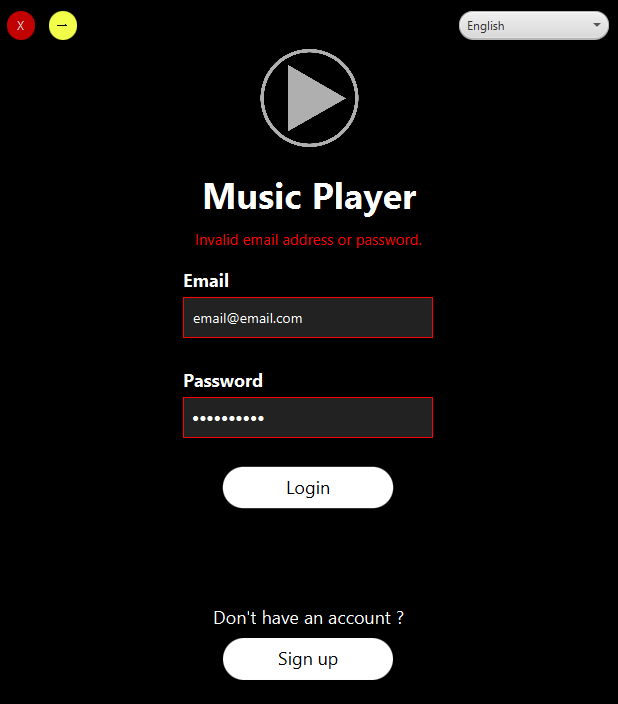 X
English
Music Player
Invalid email address or password.
Email
email@email.com
Password
••••••••••
Login
Don't have an account ?
Sign up